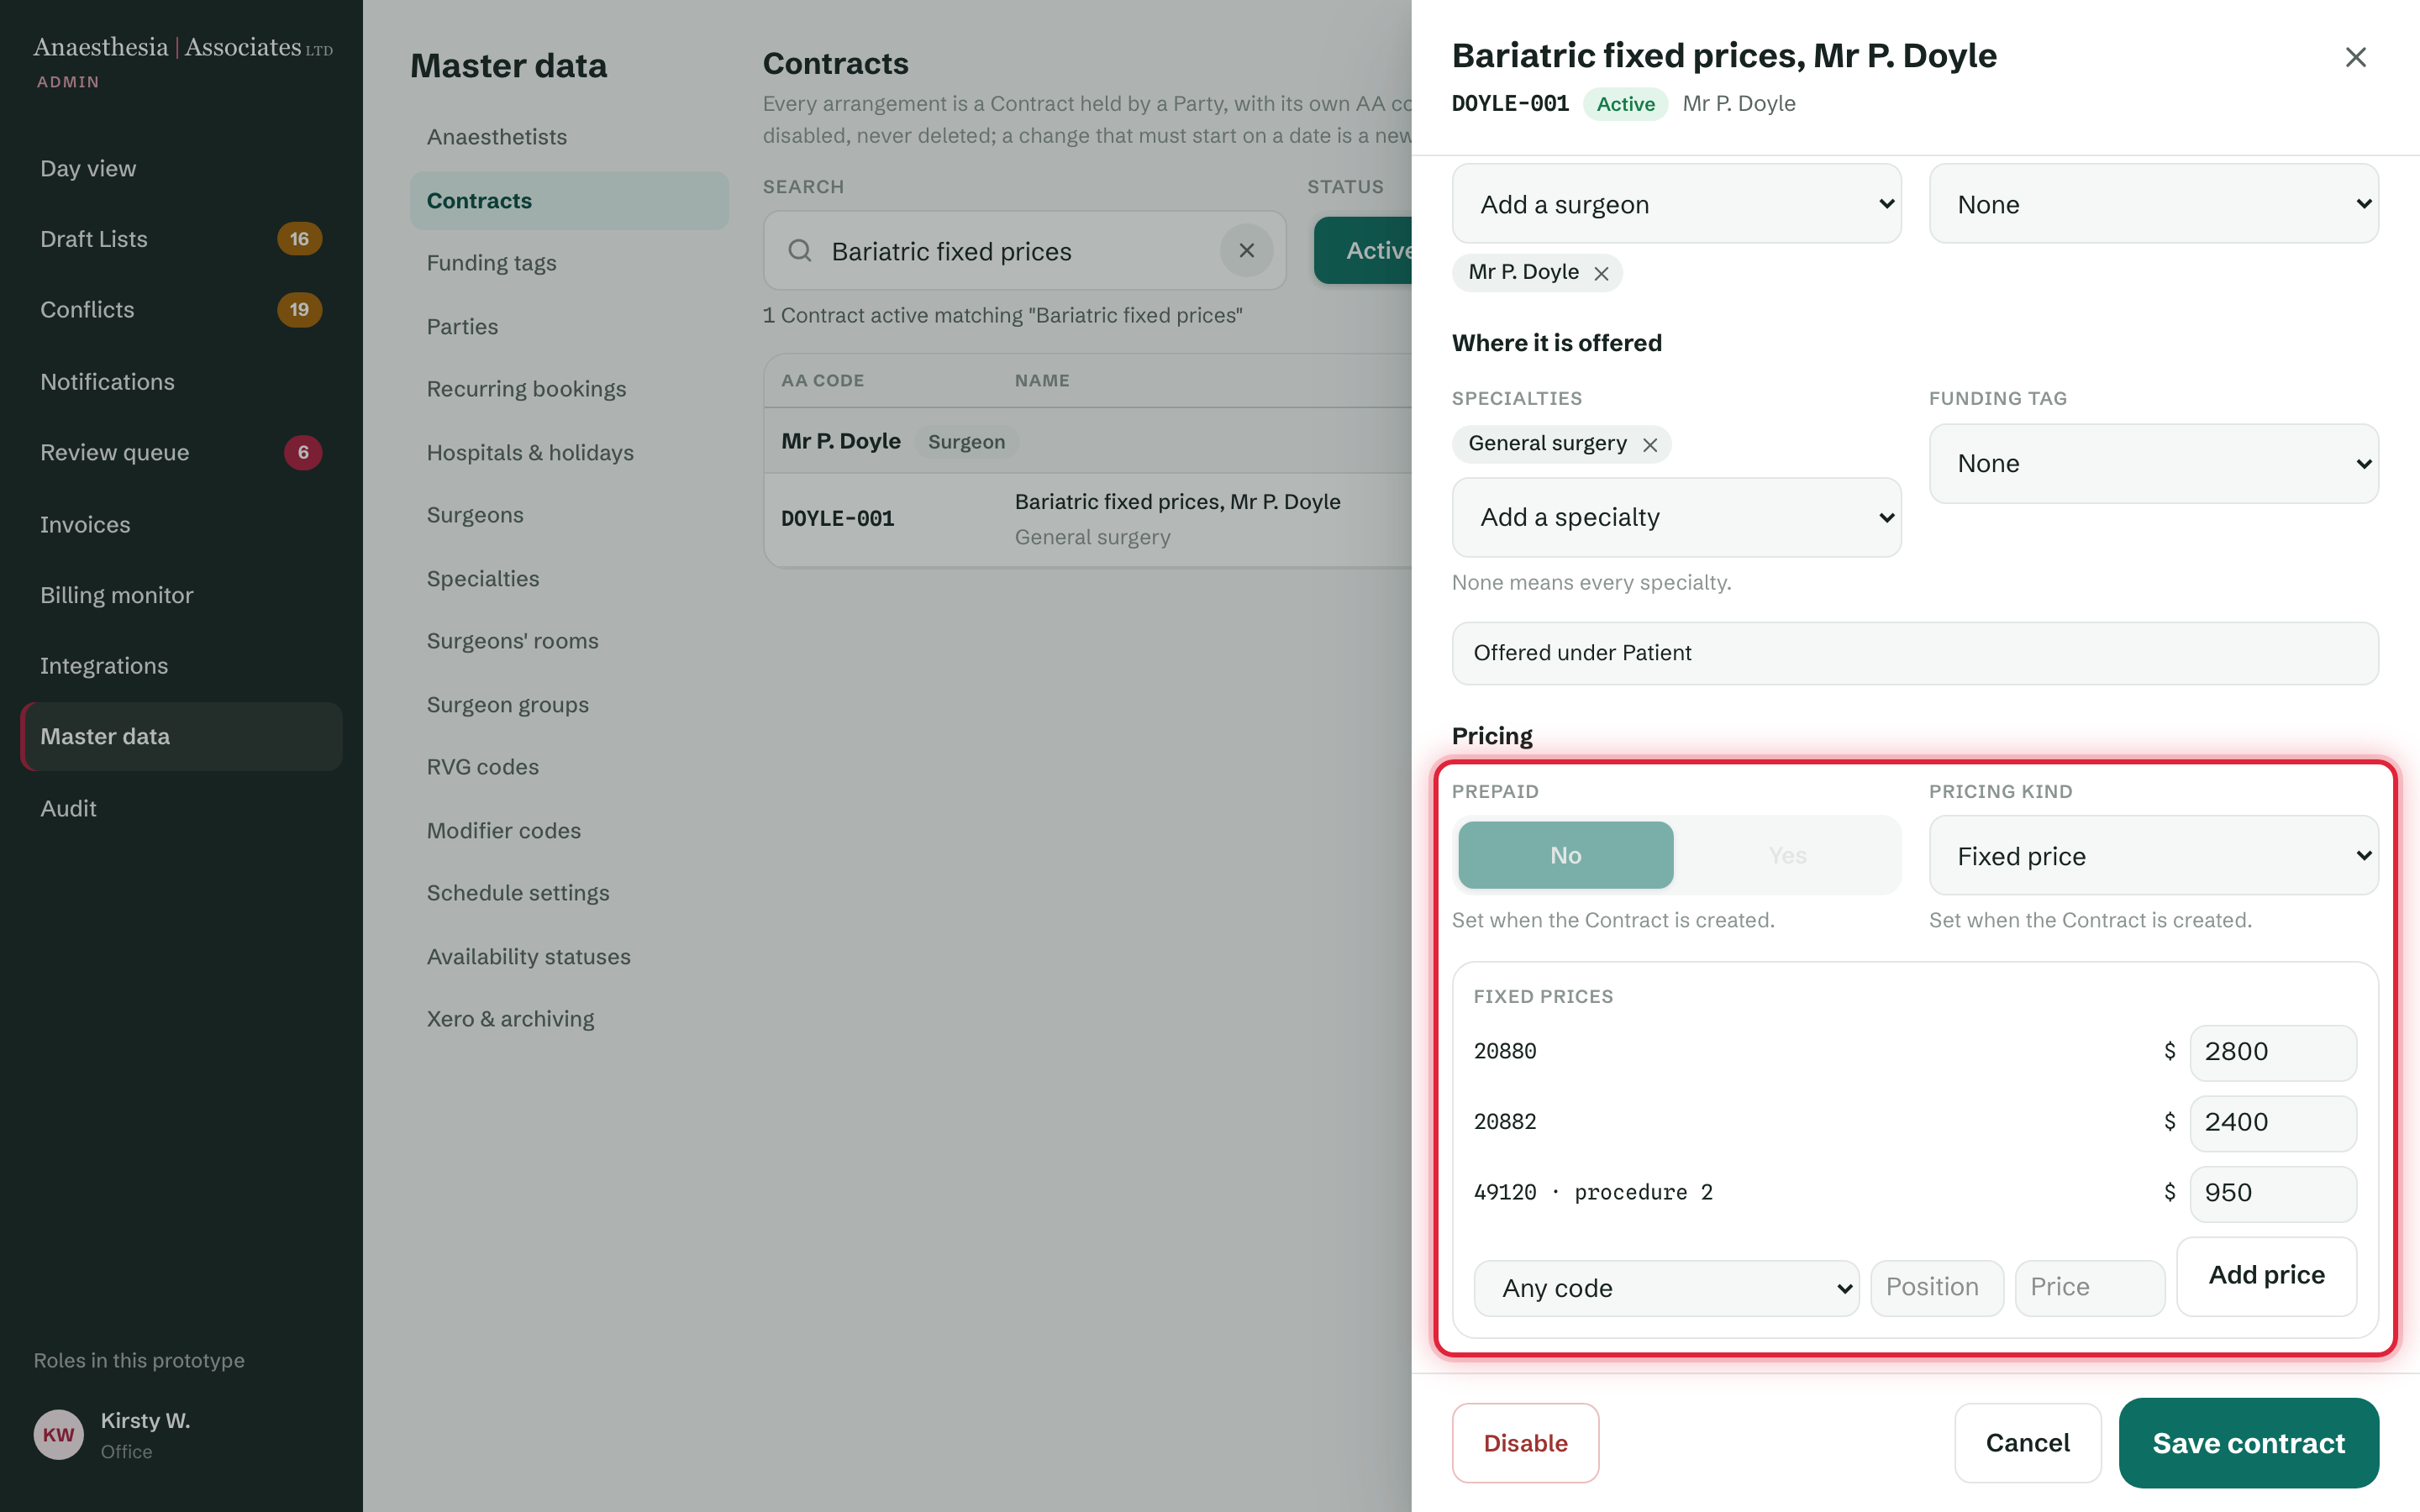 Anaesthesia | Associates LTD
ADMIN
Day view
Draft Lists 16
Conflicts 19
Notifications
Review queue 6
Invoices
Billing monitor
Integrations
Master data
Audit
Roles in this prototype
KW
Kirsty W.
Office
Master data
Anaesthetists
Contracts
Funding tags
Parties
Recurring bookings
Hospitals & holidays
Surgeons
Specialties
Surgeons' rooms
Surgeon groups
RVG codes
Modifier codes
Schedule settings
Availability statuses
Xero & archiving
Contracts
Every arrangement is a Contract held by a Party, with its own AA co
disabled, never deleted; a change that must start on a date is a new
SEARCH STATUS
Bariatric fixed prices Active
1 Contract active matching "Bariatric fixed prices"
AA CODE NAME
Mr P. Doyle Surgeon
DOYLE-001 Bariatric fixed prices, Mr P. Doyle
General surgery
Bariatric fixed prices, Mr P. Doyle
DOYLE-001 Active Mr P. Doyle
Add a surgeon None
Mr P. Doyle
Where it is offered
SPECIALTIES FUNDING TAG
General surgery
None
Add a specialty
None means every specialty.
Offered under Patient
Pricing
PREPAID PRICING KIND
No Yes Fixed price
Set when the Contract is created. Set when the Contract is created.
FIXED PRICES
20880 $ 2800
20882 $ 2400
49120 · procedure 2 $ 950
Any code Position Price Add price
Disable Cancel Save contract